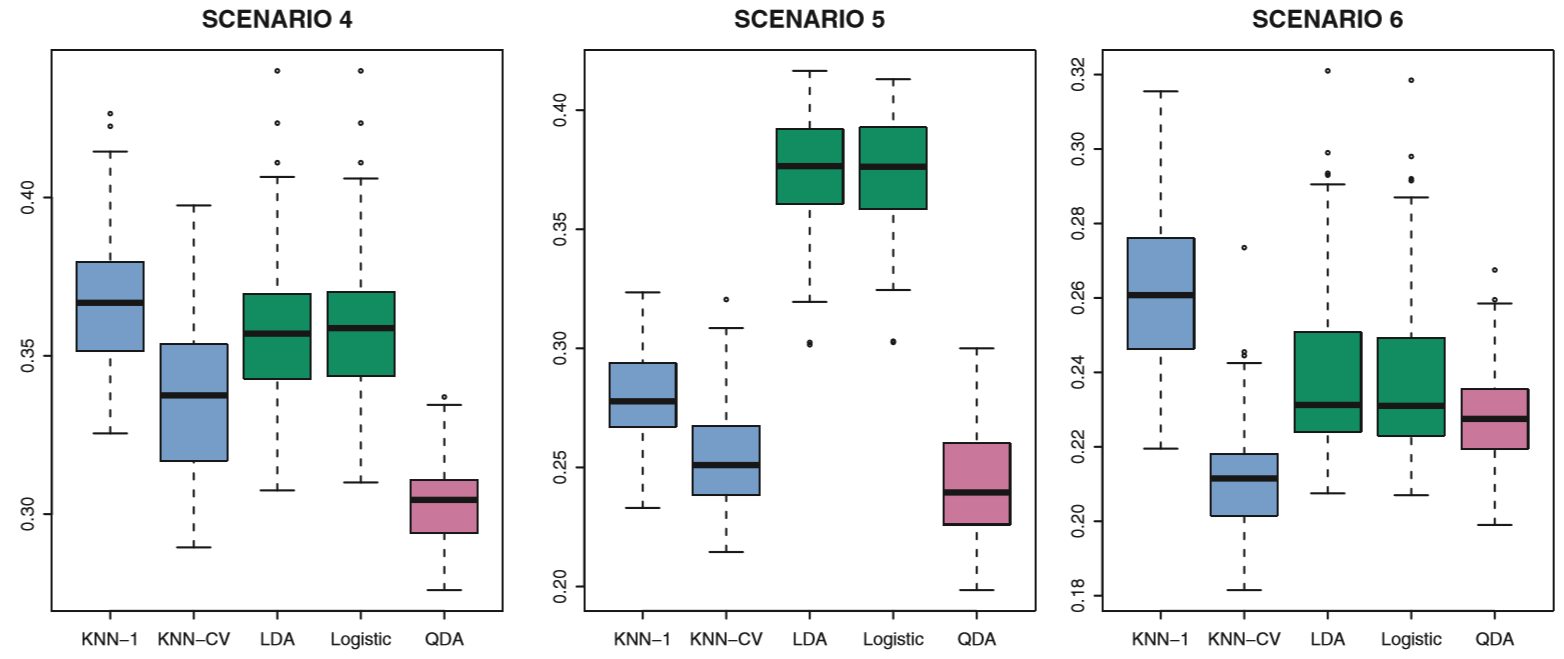 SCENARIO 4
0.40
0.35
0.30
KNN–1 KNN–CV LDA Logistic QDA
SCENARIO 5
0.40
0.35
0.30
0.25
0.20
KNN–1 KNN–CV LDA Logistic QDA
SCENARIO 6
0.32
0.30
0.28
0.26
0.24
0.22
0.20
0.18
KNN–1 KNN–CV LDA Logistic QDA